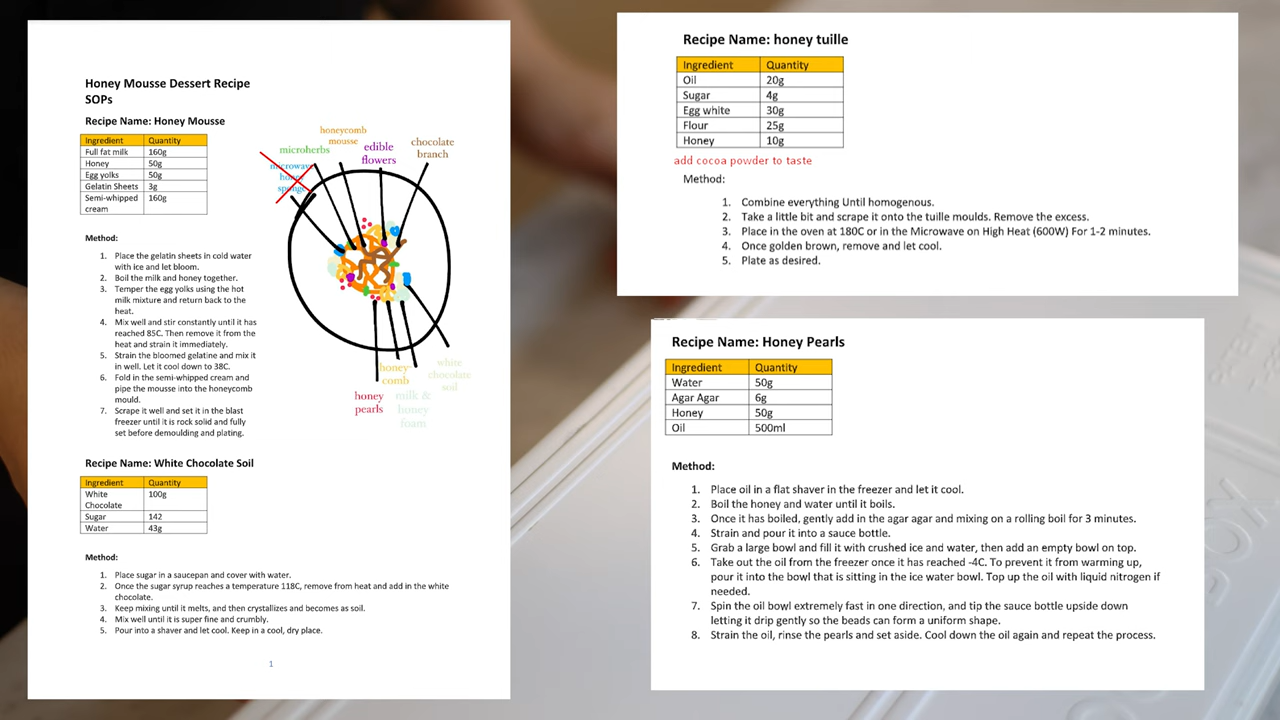 Honey Mousse Dessert Recipe
SOPs
Recipe Name: Honey Mousse
Ingredient Quantity
Full fat milk 160g
Honey 50g
Egg yolks 50g
Gelatin Sheets 3g
Semi-whipped 160g
cream
Method:
1. Place the gelatin sheets in cold water
with ice and let bloom.
2. Boil the milk and honey together.
3. Temper the egg yolks using the hot
milk mixture and return back to the
heat.
4. Mix well and stir constantly until it has
reached 85C. Then remove it from the
heat and strain it immediately.
5. Strain the bloomed gelatine and mix it
in well. Let it cool down to 38C.
6. Fold in the semi-whipped cream and
pipe the mousse into the honeycomb
mould.
7. Scrape it well and set it in the blast
freezer until it is rock solid and fully
set before demoulding and plating.
honeycomb
mousse
microherbs
edible
flowers
chocolate
branch
microwave
honey
sponge
honey-
comb
white
chocolate
soil
honey
pearls
milk &
honey
foam
Recipe Name: White Chocolate Soil
Ingredient Quantity
White 100g
Chocolate
Sugar 142
Water 43g
Method:
1. Place sugar in a saucepan and cover with water.
2. Once the sugar syrup reaches a temperature 118C, remove from heat and add in the white
chocolate.
3. Keep mixing until it melts, and then crystallizes and becomes as soil.
4. Mix well until it is super fine and crumbly.
5. Pour into a shaver and let cool. Keep in a cool, dry place.
1
Recipe Name: honey tuille
Ingredient Quantity
Oil 20g
Sugar 4g
Egg white 30g
Flour 25g
Honey 10g
add cocoa powder to taste
Method:
1. Combine everything Until homogenous.
2. Take a little bit and scrape it onto the tuille moulds. Remove the excess.
3. Place in the oven at 180C or in the Microwave on High Heat (600W) For 1-2 minutes.
4. Once golden brown, remove and let cool.
5. Plate as desired.
Recipe Name: Honey Pearls
Ingredient Quantity
Water 50g
Agar Agar 6g
Honey 50g
Oil 500ml
Method:
1. Place oil in a flat shaver in the freezer and let it cool.
2. Boil the honey and water until it boils.
3. Once it has boiled, gently add in the agar agar and mixing on a rolling boil for 3 minutes.
4. Strain and pour it into a sauce bottle.
5. Grab a large bowl and fill it with crushed ice and water, then add an empty bowl on top.
6. Take out the oil from the freezer once it has reached -4C. To prevent it from warming up,
pour it into the bowl that is sitting in the ice water bowl. Top up the oil with liquid nitrogen if
needed.
7. Spin the oil bowl extremely fast in one direction, and tip the sauce bottle upside down
letting it drip gently so the beads can form a uniform shape.
8. Strain the oil, rinse the pearls and set aside. Cool down the oil again and repeat the process.